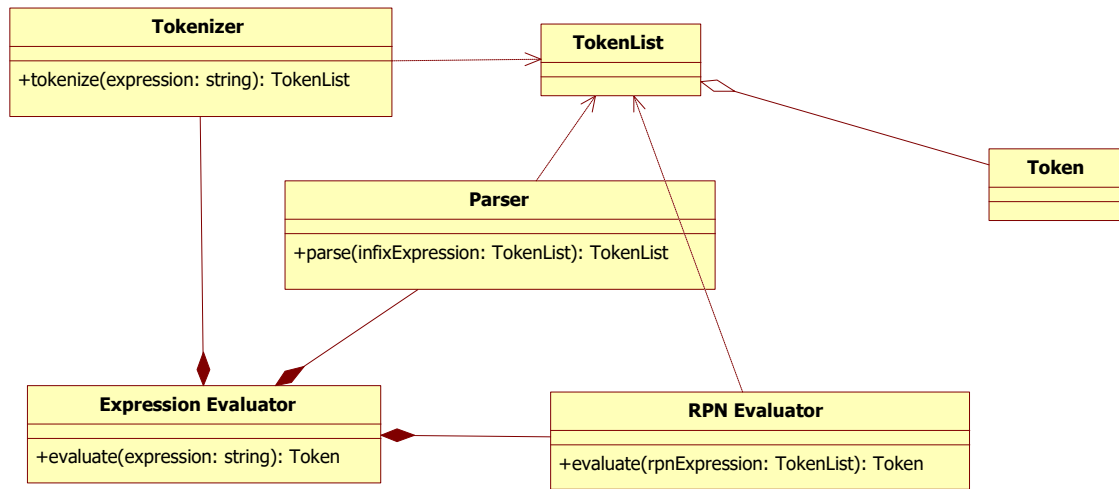 Tokenizer
+tokenize(expression: string): TokenList
TokenList
Token
Parser
+parse(infixExpression: TokenList): TokenList
Expression Evaluator
+evaluate(expression: string): Token
RPN Evaluator
+evaluate(rpnExpression: TokenList): Token